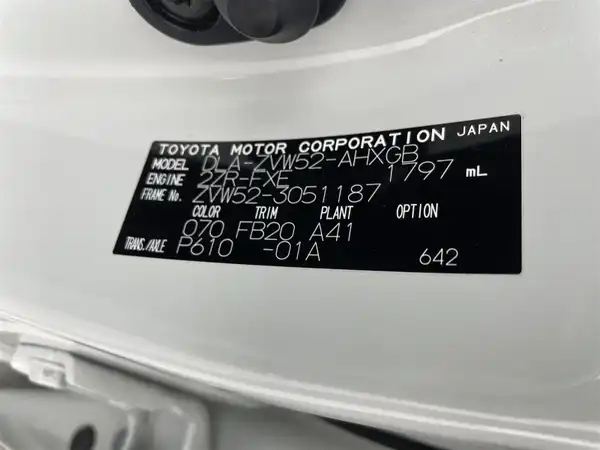 TOYOTA MOTOR CORPORATION JAPAN
MODEL DLA-ZVW52-AHXGB
ENGINE 2ZR-FXE 1797 mL
FRAME No. ZVW52-3051187
COLOR TRIM PLANT OPTION
070 FB20 A41
TRANS./AXLE P610 -01A 642